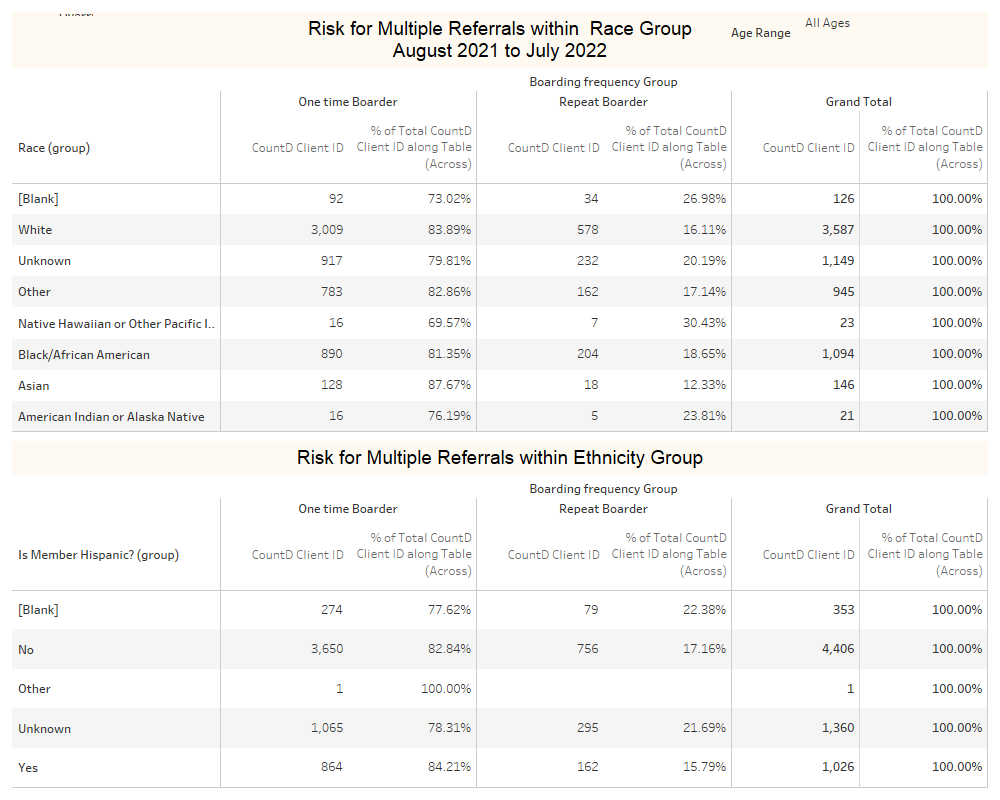 Risk for Multiple Referrals within Race Group
August 2021 to July 2022
Age Range
All Ages
Boarding frequency Group
One time Boarder Repeat Boarder Grand Total
Race (group) CountD Client ID % of Total CountD Client ID along Table (Across) CountD Client ID % of Total CountD Client ID along Table (Across) CountD Client ID % of Total CountD Client ID along Table (Across)
[Blank] 92 73.02% 34 26.98% 126 100.00%
White 3,009 83.89% 578 16.11% 3,587 100.00%
Unknown 917 79.81% 232 20.19% 1,149 100.00%
Other 783 82.86% 162 17.14% 945 100.00%
Native Hawaiian or Other Pacific I.. 16 69.57% 7 30.43% 23 100.00%
Black/African American 890 81.35% 204 18.65% 1,094 100.00%
Asian 128 87.67% 18 12.33% 146 100.00%
American Indian or Alaska Native 16 76.19% 5 23.81% 21 100.00%
Risk for Multiple Referrals within Ethnicity Group
Boarding frequency Group
One time Boarder Repeat Boarder Grand Total
Is Member Hispanic? (group) CountD Client ID % of Total CountD Client ID along Table (Across) CountD Client ID % of Total CountD Client ID along Table (Across) CountD Client ID % of Total CountD Client ID along Table (Across)
[Blank] 274 77.62% 79 22.38% 353 100.00%
No 3,650 82.84% 756 17.16% 4,406 100.00%
Other 1 100.00% 1 100.00%
Unknown 1,065 78.31% 295 21.69% 1,360 100.00%
Yes 864 84.21% 162 15.79% 1,026 100.00%